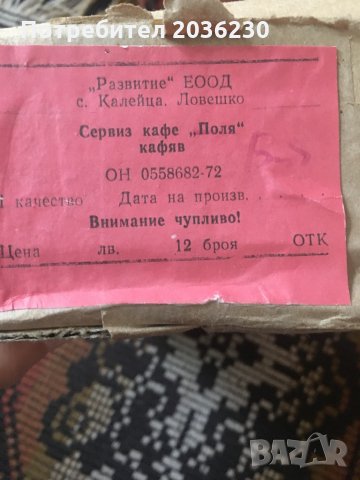 Потребител 2036230
„Развитие" ЕООД
с. Калейца, Ловешко
Сервиз кафе „Поля"
кафяв
ОН 0558682-72
I качество Дата на произв.
Внимание чупливо!
Цена лв. 12 броя ОТК
BAZAR